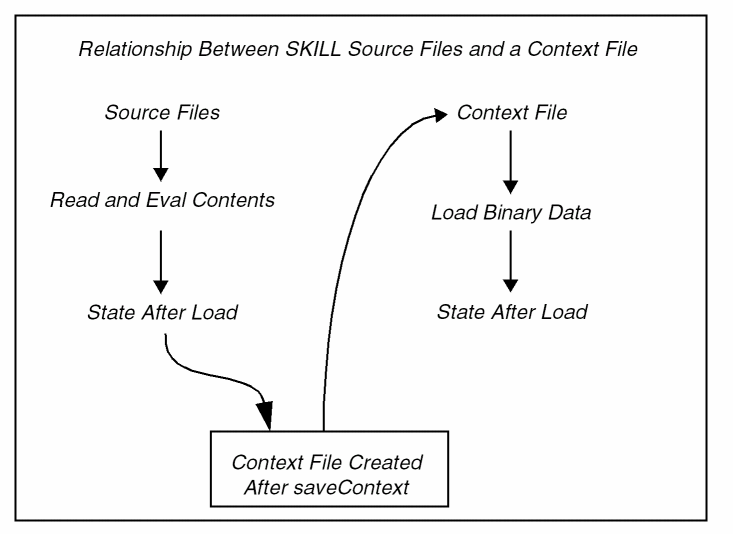 Relationship Between SKILL Source Files and a Context File
Source Files
Read and Eval Contents
State After Load
Context File Created
After saveContext
Context File
Load Binary Data
State After Load